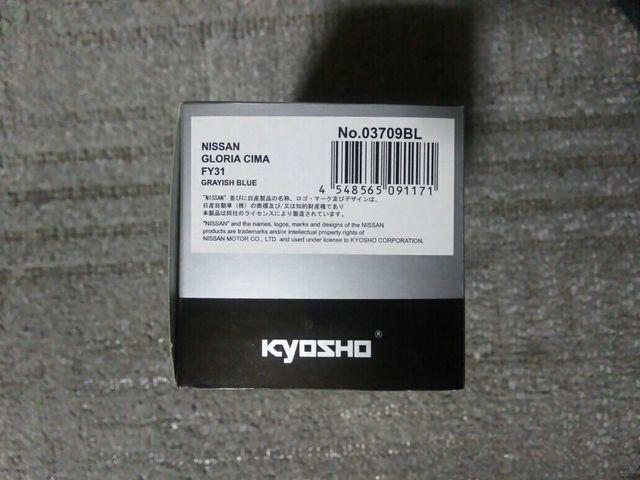 NISSAN
GLORIA CIMA
FY31
GRAYISH BLUE
No.03709BL
4 548565 091171
"NISSAN" 並びに日産製品の名称、ロゴ・マーク及びデザインは、
日産自動車(株)の商標及び/又は知的財産権であり
本製品は同社のライセンスにより製造されています。
"NISSAN" and the names, logos, marks and designs of the NISSAN
products are trademarks and/or intellectual property rights of
NISSAN MOTOR CO., LTD. and used under license to KYOSHO CORPORATION.
KYOSHO®